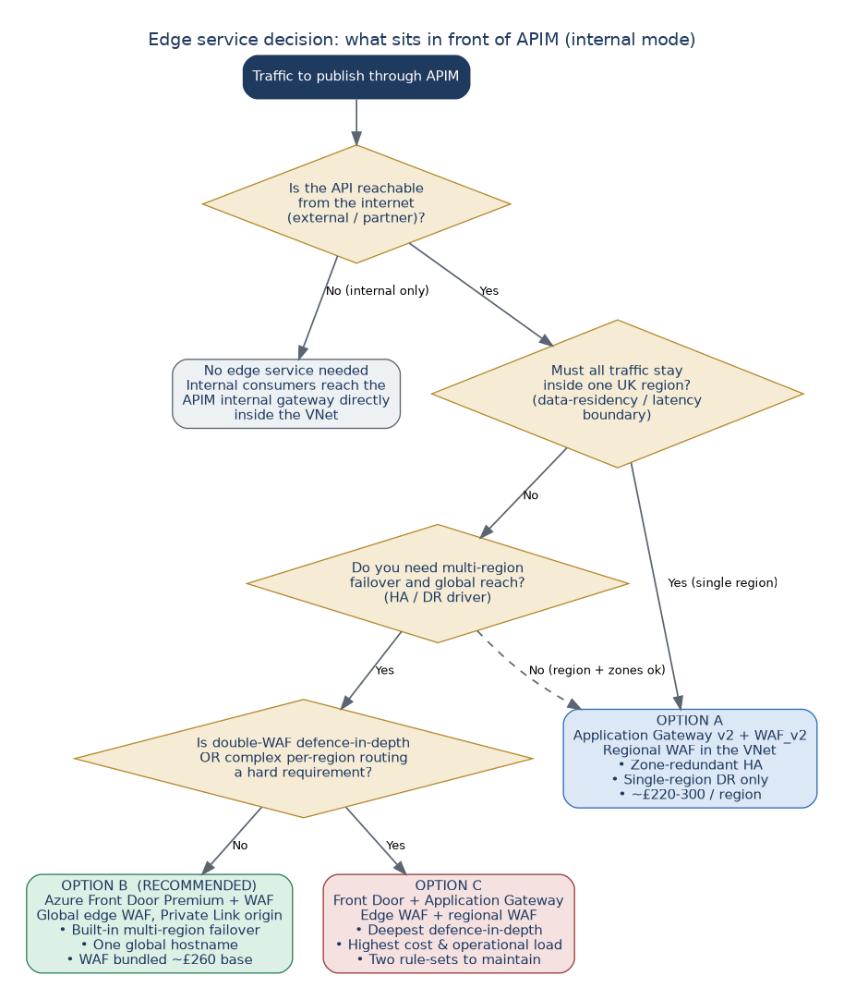 Edge service decision: what sits in front of APIM (internal mode)
Traffic to publish through APIM
Is the API reachable
from the internet
(external / partner)?
No (internal only)
Yes
No edge service needed
Internal consumers reach the
APIM internal gateway directly
inside the VNet
Must all traffic stay
inside one UK region?
(data-residency / latency
boundary)
No
Yes (single region)
Do you need multi-region
failover and global reach?
(HA / DR driver)
Yes
No (region + zones ok)
Is double-WAF defence-in-depth
OR complex per-region routing
a hard requirement?
OPTION A
Application Gateway v2 + WAF_v2
Regional WAF in the VNet
• Zone-redundant HA
• Single-region DR only
• ~£220-300 / region
No
Yes
OPTION B  (RECOMMENDED)
Azure Front Door Premium + WAF
Global edge WAF, Private Link origin
• Built-in multi-region failover
• One global hostname
• WAF bundled ~£260 base
OPTION C
Front Door + Application Gateway
Edge WAF + regional WAF
• Deepest defence-in-depth
• Highest cost & operational load
• Two rule-sets to maintain